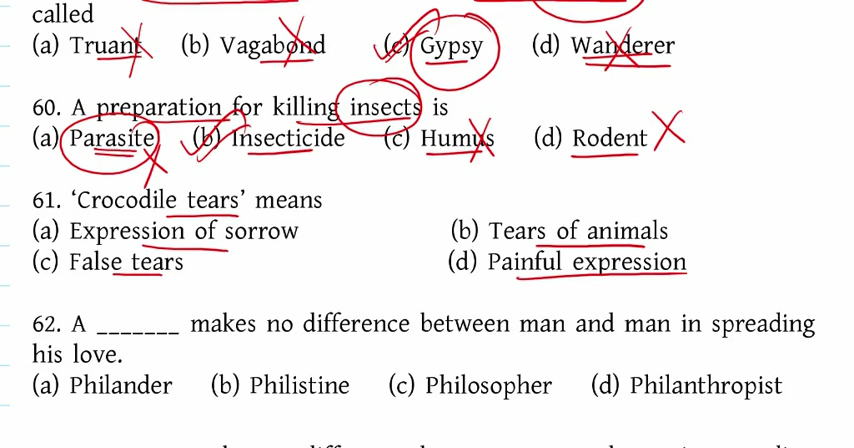 called
(a) Truant (b) Vagabond (c) Gypsy (d) Wanderer
60. A preparation for killing insects is
(a) Parasite (b) Insecticide (c) Humus (d) Rodent
61. ‘Crocodile tears’ means
(a) Expression of sorrow (b) Tears of animals
(c) False tears (d) Painful expression
62. A _______ makes no difference between man and man in spreading
his love.
(a) Philander (b) Philistine (c) Philosopher (d) Philanthropist